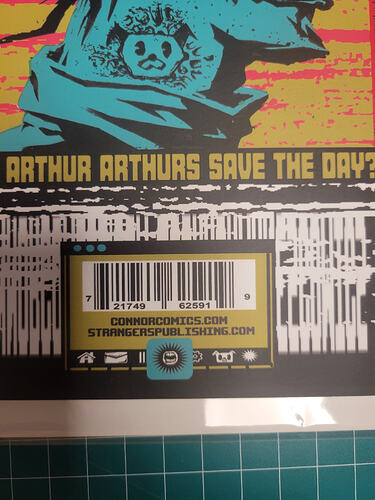 ARTHUR ARTHURS SAVE THE DAY?
7 21749 62591 9
CONNORCOMICS.COM
STRANGERSPUBLISHING.COM